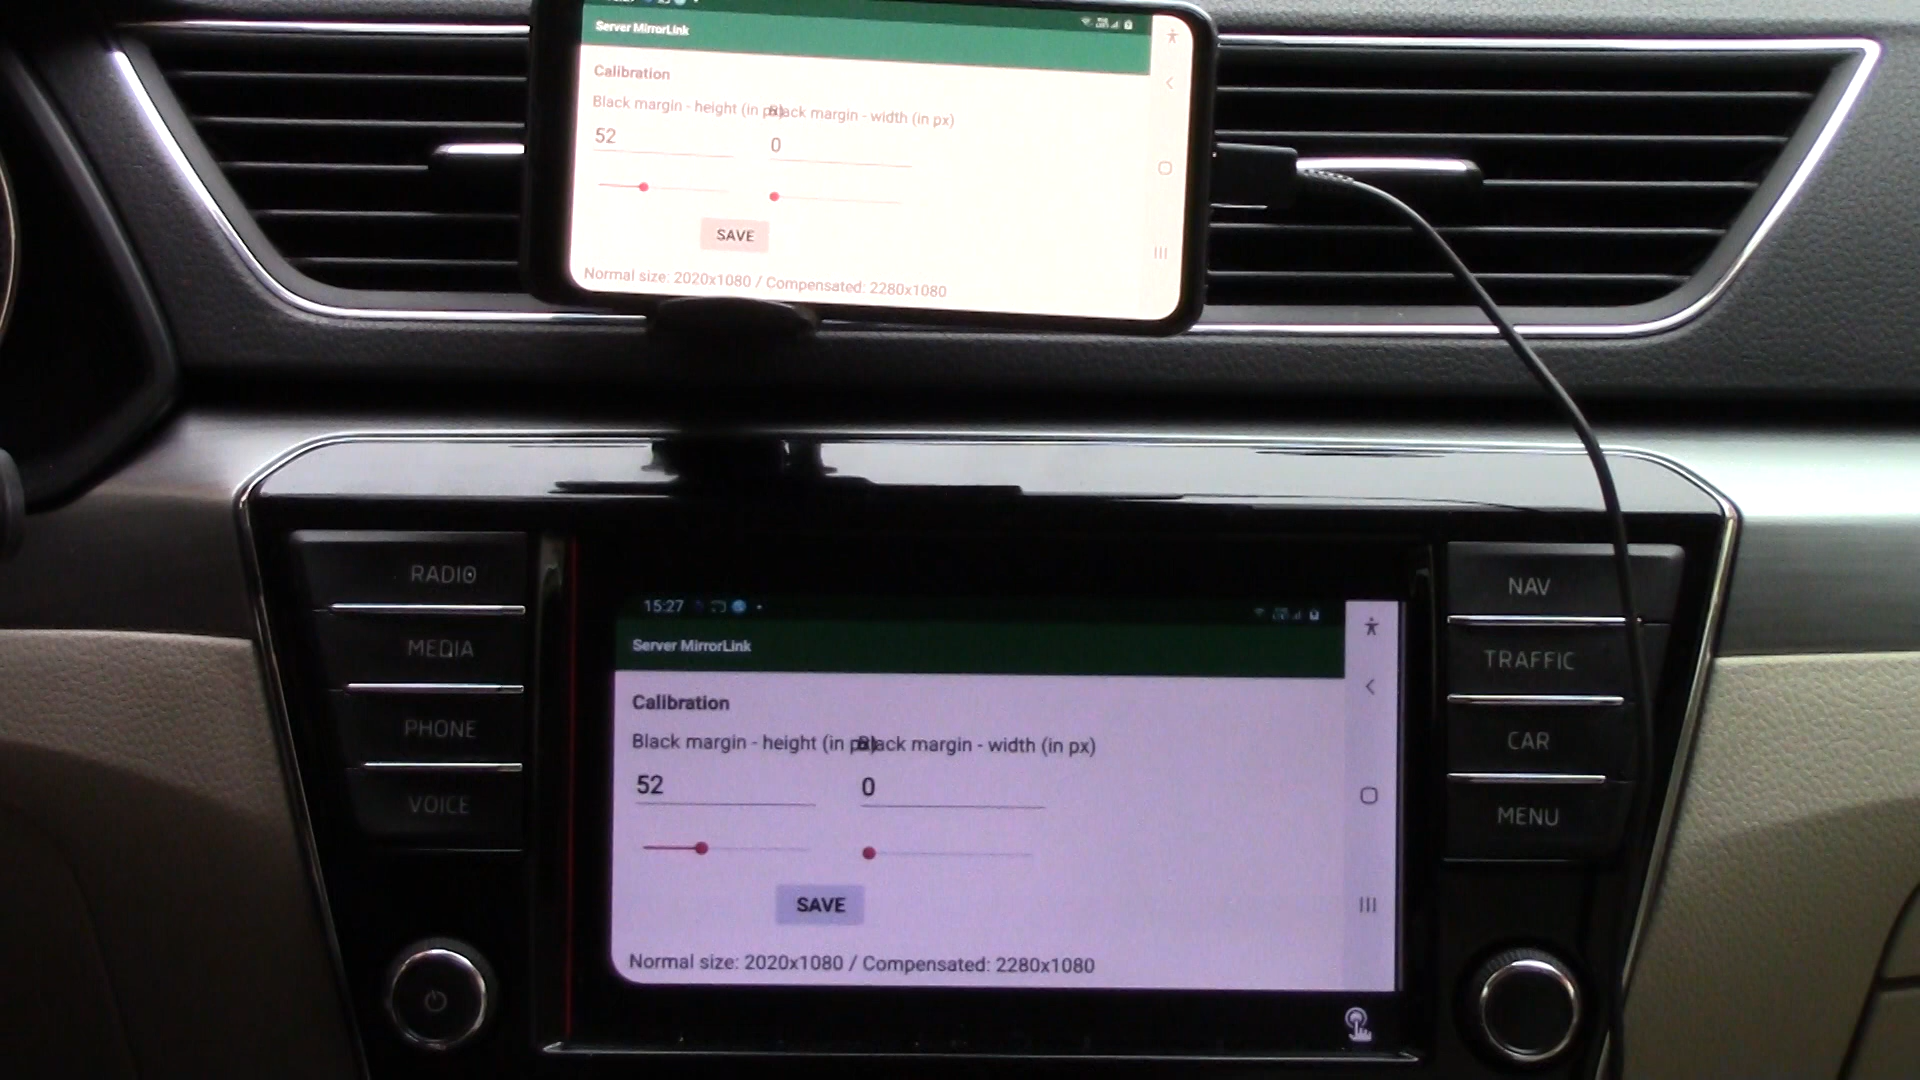 Server MirrorLink
Calibration
Black margin - height (in px)
Black margin - width (in px)
52
0
SAVE
Normal size: 2020x1080 / Compensated: 2280x1080
RADIO
MEDIA
PHONE
VOICE
15:27
Server MirrorLink
Calibration
Black margin - height (in px)
Black margin - width (in px)
52
0
SAVE
Normal size: 2020x1080 / Compensated: 2280x1080
NAV
TRAFFIC
CAR
MENU